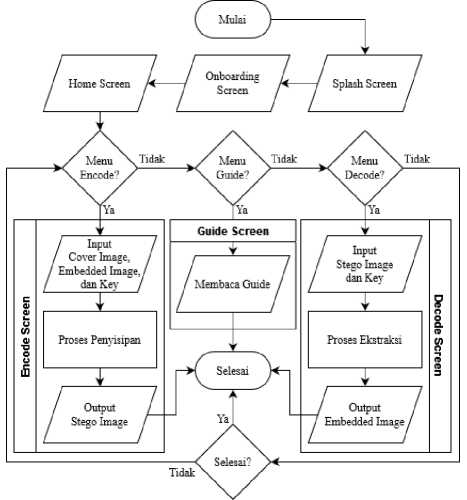 Mulai
Home Screen
Onboarding
Screen
Splash Screen
Menu
Encode?
Tidak
Menu
Guide?
Tidak
Menu
Decode?
Tidak
Ya
Ya
Ya
Encode Screen
Input
Cover Image,
Embedded Image,
dan Key
Proses Penyisipan
Output
Stego Image
Guide Screen
Membaca Guide
Selesai
Decode Screen
Input
Stego Image
dan Key
Proses Ekstraksi
Output
Embedded Image
Ya
Selesai?
Tidak